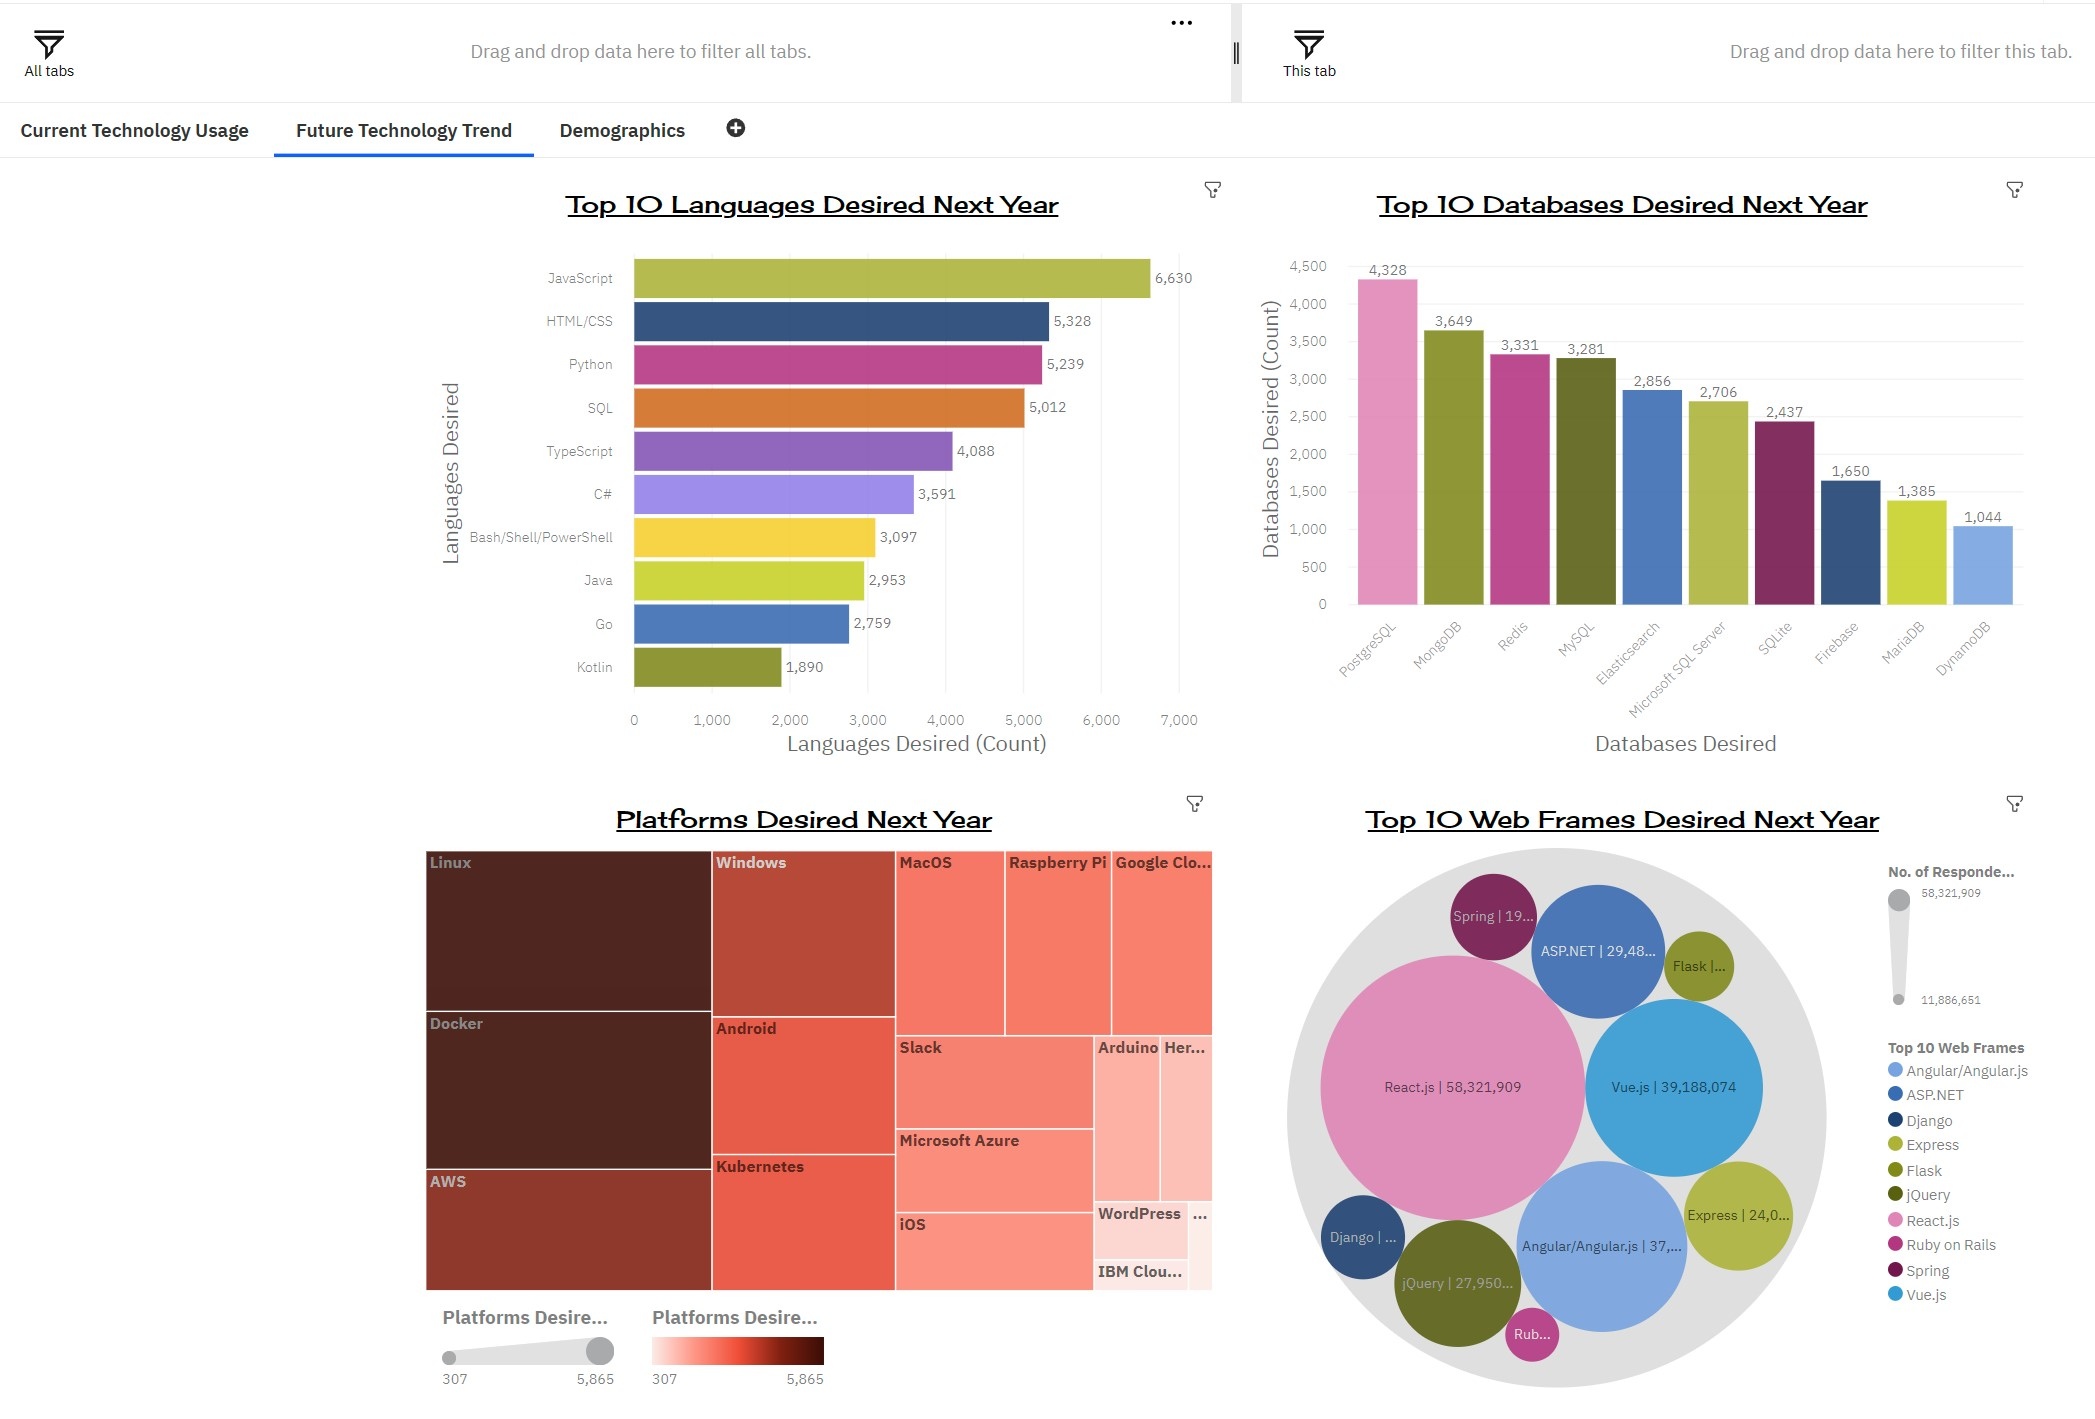 All tabs
Drag and drop data here to filter all tabs.
This tab
Drag and drop data here to filter this tab.
Current Technology Usage
Future Technology Trend
Demographics
Top 10 Languages Desired Next Year
Languages Desired
JavaScript 6,630
HTML/CSS 5,328
Python 5,239
SQL 5,012
TypeScript 4,088
C# 3,591
Bash/Shell/PowerShell 3,097
Java 2,953
Go 2,759
Kotlin 1,890
0 1,000 2,000 3,000 4,000 5,000 6,000 7,000
Languages Desired (Count)
Top 10 Databases Desired Next Year
Databases Desired (Count)
4,500
4,000
3,500
3,000
2,500
2,000
1,500
1,000
500
0
4,328
3,649
3,331
3,281
2,856
2,706
2,437
1,650
1,385
1,044
PostgreSQL
MongoDB
Redis
MySQL
Elasticsearch
Microsoft SQL Server
SQLite
Firebase
MariaDB
DynamoDB
Databases Desired
Platforms Desired Next Year
Linux
Docker
AWS
Windows
Android
Kubernetes
MacOS
Raspberry Pi
Google Clo...
Slack
Microsoft Azure
iOS
Arduino
Her...
WordPress
...
IBM Clou...
Platforms Desire...
307 5,865
Platforms Desire...
307 5,865
Top 10 Web Frames Desired Next Year
Spring | 19...
ASP.NET | 29,48...
Flask |...
React.js | 58,321,909
Vue.js | 39,188,074
Django | ...
jQuery | 27,950...
Angular/Angular.js | 37,...
Express | 24,0...
Rub...
No. of Responde...
58,321,909
11,886,651
Top 10 Web Frames
Angular/Angular.js
ASP.NET
Django
Express
Flask
jQuery
React.js
Ruby on Rails
Spring
Vue.js